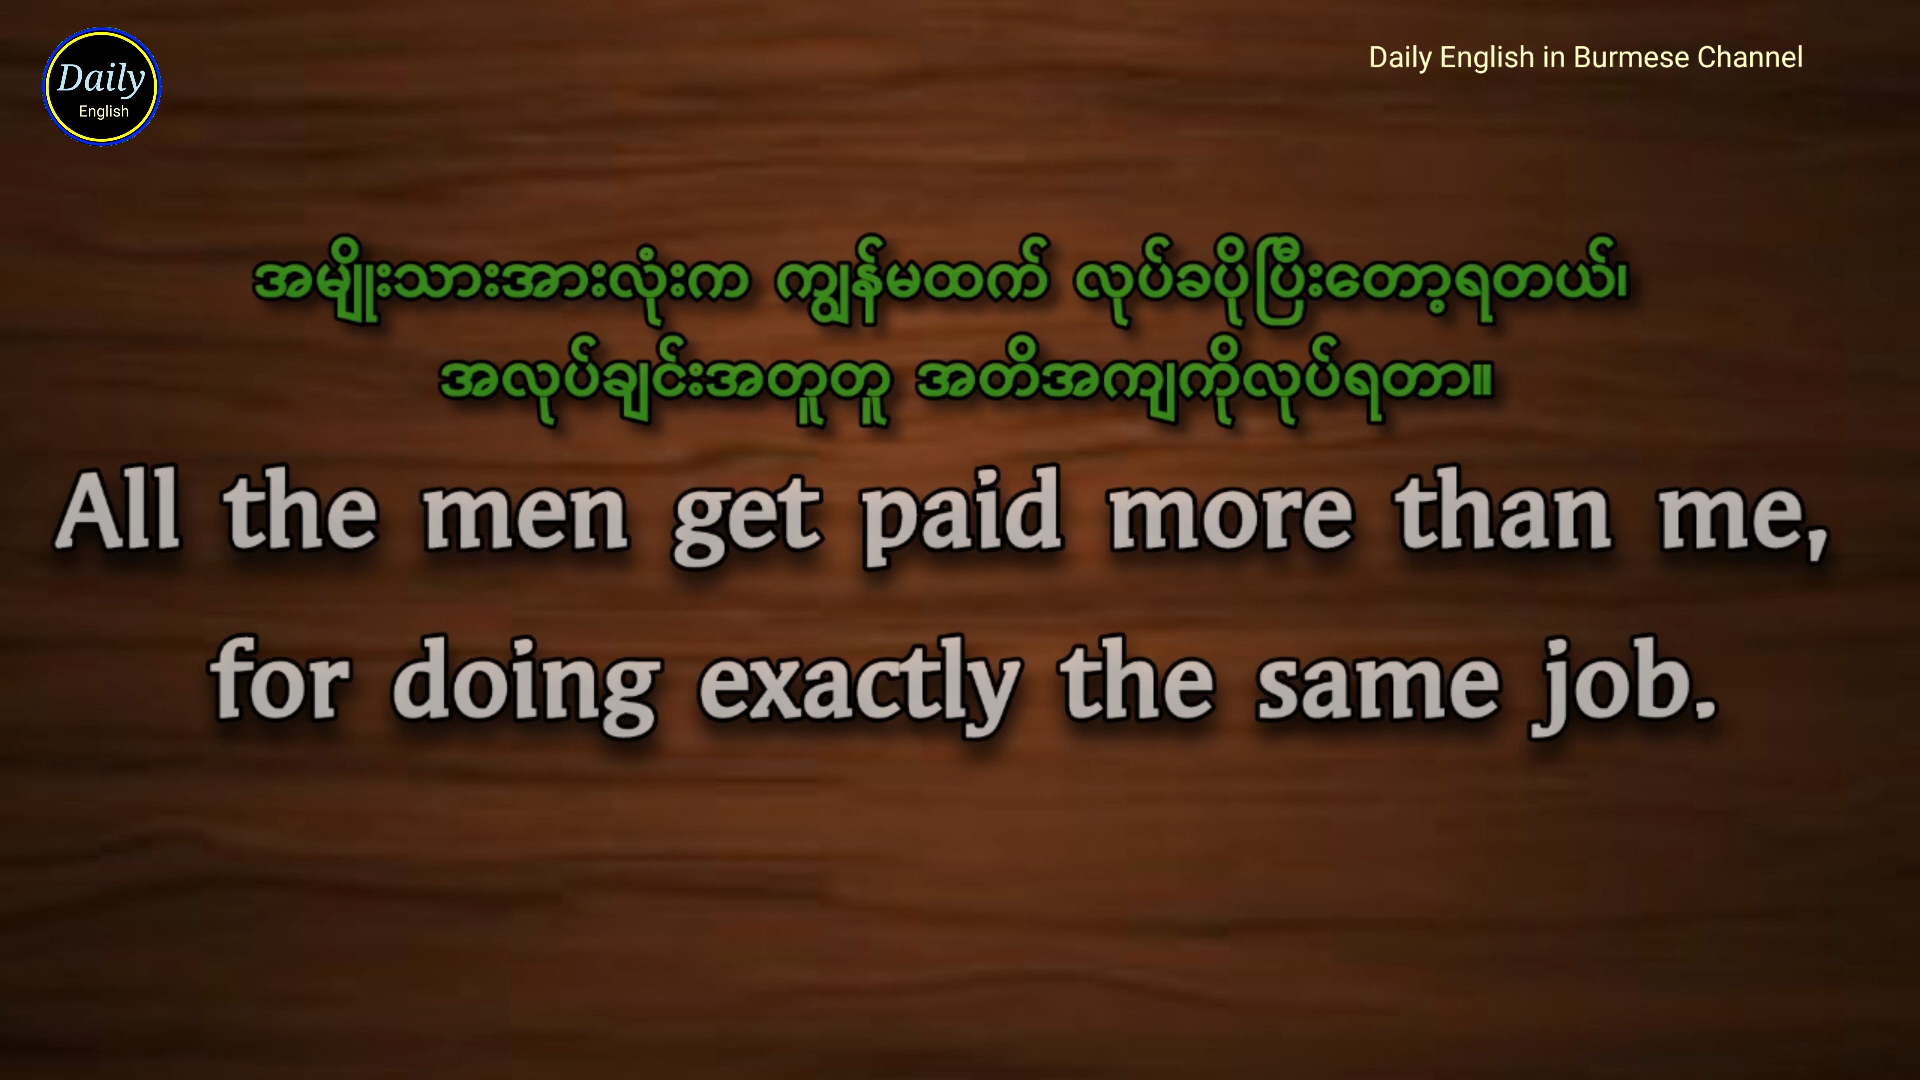 Daily
English
Daily English in Burmese Channel
အမျိုးသားအားလုံးက ကျွန်မထက် လုပ်ခပိုပြီးတော့ရတယ်၊
အလုပ်ချင်းအတူတူ အတိအကျကိုလုပ်ရတာ။
All the men get paid more than me,
for doing exactly the same job.